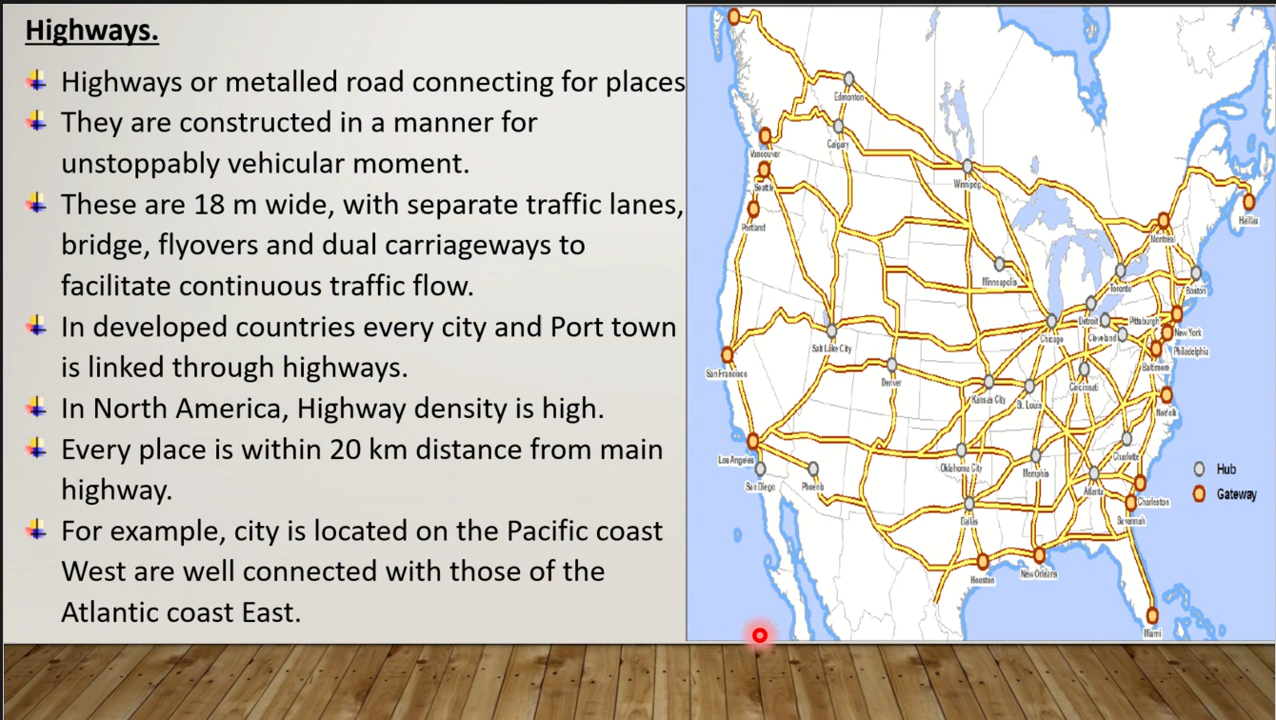 Highways.
Highways or metalled road connecting for places
They are constructed in a manner for
unstoppably vehicular moment.
These are 18 m wide, with separate traffic lanes,
bridge, flyovers and dual carriageways to
facilitate continuous traffic flow.
In developed countries every city and Port town
is linked through highways.
In North America, Highway density is high.
Every place is within 20 km distance from main
highway.
For example, city is located on the Pacific coast
West are well connected with those of the
Atlantic coast East.
Edmonton
Calgary
Vancouver
Winnipeg
Seattle
Halifax
Portland
Montreal
Minneapolis
Toronto
Boston
Detroit
Pittsburgh
New York
Chicago
Cleveland
Salt Lake City
Philadelphia
Baltimore
San Francisco
Denver
Cincinnati
Kansas City
St. Louis
Norfolk
Charlotte
Los Angeles
Oklahoma City
Memphis
Hub
San Diego
Phoenix
Atlanta
Gateway
Charleston
Dallas
Savannah
Houston
New Orleans
Miami